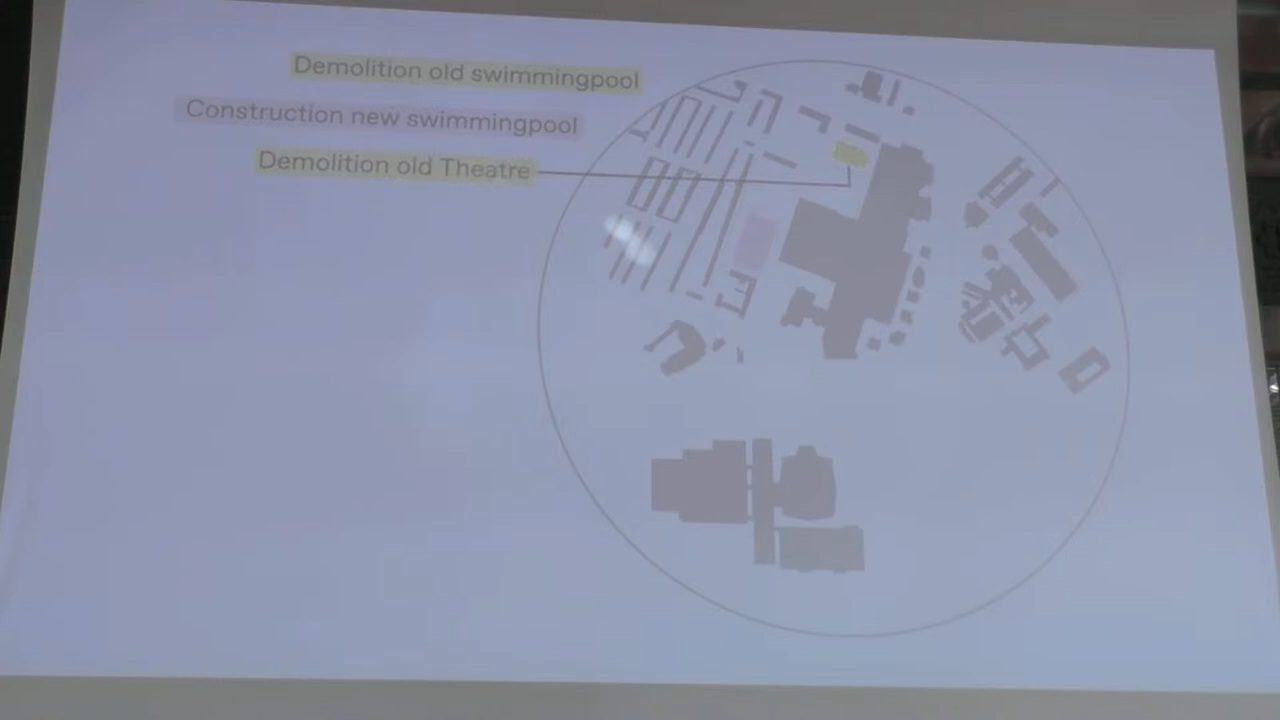 Demolition old swimmingpool
Construction new swimmingpool
Demolition old Theatre